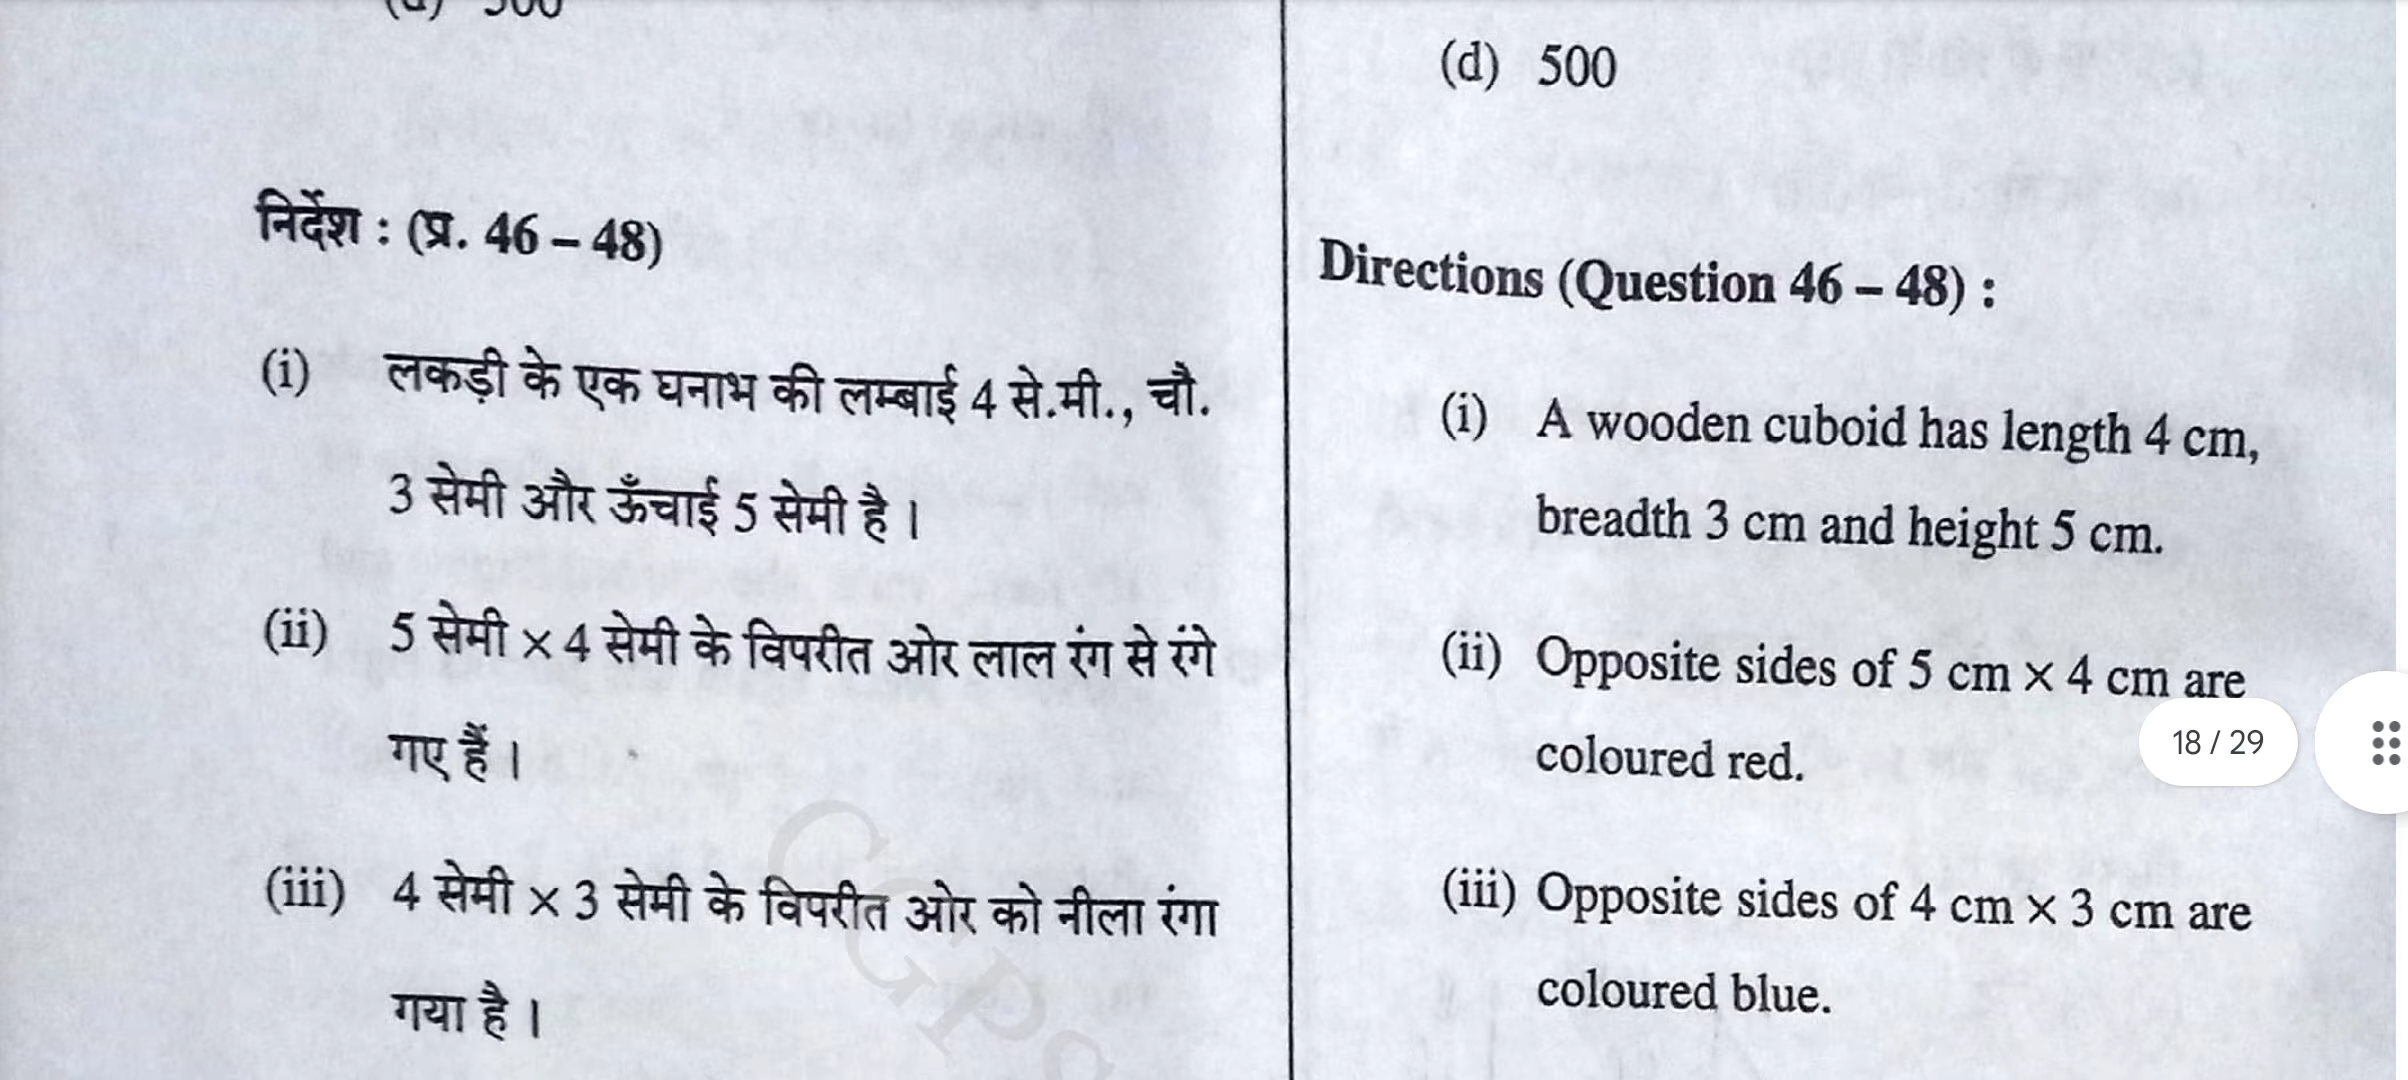 निर्देश : (प्र. 46 – 48)
(i) लकड़ी के एक घनाभ की लम्बाई 4 से.मी., चौ.
3 सेमी और ऊँचाई 5 सेमी है ।
(ii) 5 सेमी × 4 सेमी के विपरीत ओर लाल रंग से रंगे
गए हैं ।
(iii) 4 सेमी × 3 सेमी के विपरीत ओर को नीला रंगा
गया है ।
(d) 500
Directions (Question 46 – 48) :
(i) A wooden cuboid has length 4 cm,
breadth 3 cm and height 5 cm.
(ii) Opposite sides of 5 cm × 4 cm are
coloured red.
(iii) Opposite sides of 4 cm × 3 cm are
coloured blue.
18 / 29
CGPS